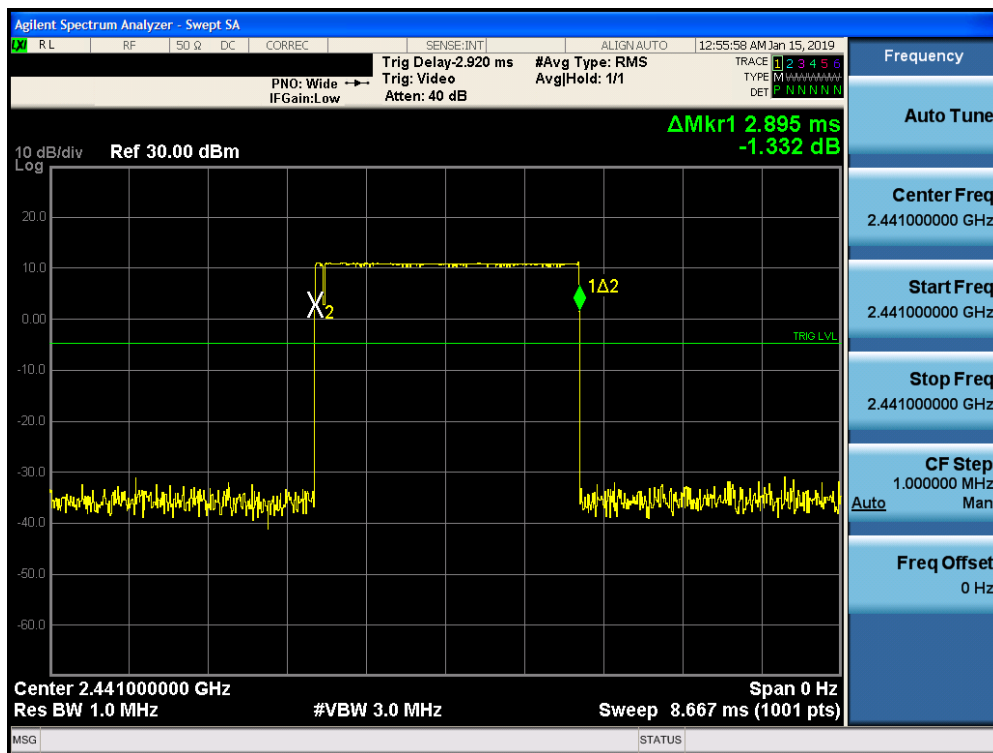 Agilent Spectrum Analyzer - Swept SA
LXI RL RF 50 Ω DC CORREC SENSE:INT ALIGN AUTO 12:55:58 AM Jan 15, 2019
Frequency
PNO: Wide
IFGain:Low
Trig Delay-2.920 ms
Trig: Video
Atten: 40 dB
#Avg Type: RMS
Avg|Hold: 1/1
TRACE 1 2 3 4 5 6
TYPE M WWWWW
DET P N N N N N
ΔMkr1 2.895 ms
-1.332 dB
10 dB/div Ref 30.00 dBm
Log
20.0
10.0
0.00
-10.0
-20.0
-30.0
-40.0
-50.0
-60.0
1Δ2
2
TRIG LVL
Center 2.441000000 GHz Span 0 Hz
Res BW 1.0 MHz #VBW 3.0 MHz Sweep 8.667 ms (1001 pts)
MSG STATUS
Auto Tune
Center Freq
2.441000000 GHz
Start Freq
2.441000000 GHz
Stop Freq
2.441000000 GHz
CF Step
1.000000 MHz
Auto Man
Freq Offset
0 Hz